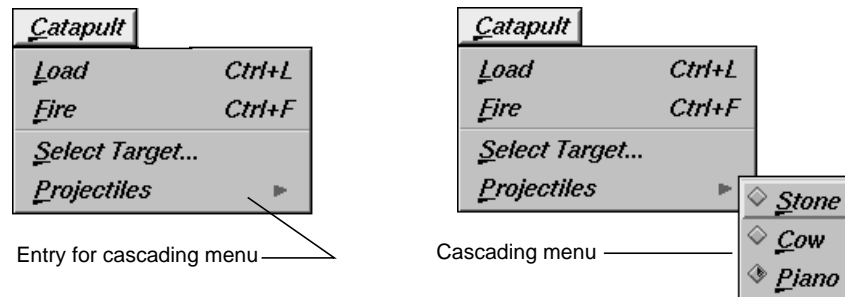 Catapult
Load Ctrl+L
Fire Ctrl+F
Select Target...
Projectiles
Entry for cascading menu
Catapult
Load Ctrl+L
Fire Ctrl+F
Select Target...
Projectiles
Stone
Cow
Piano
Cascading menu